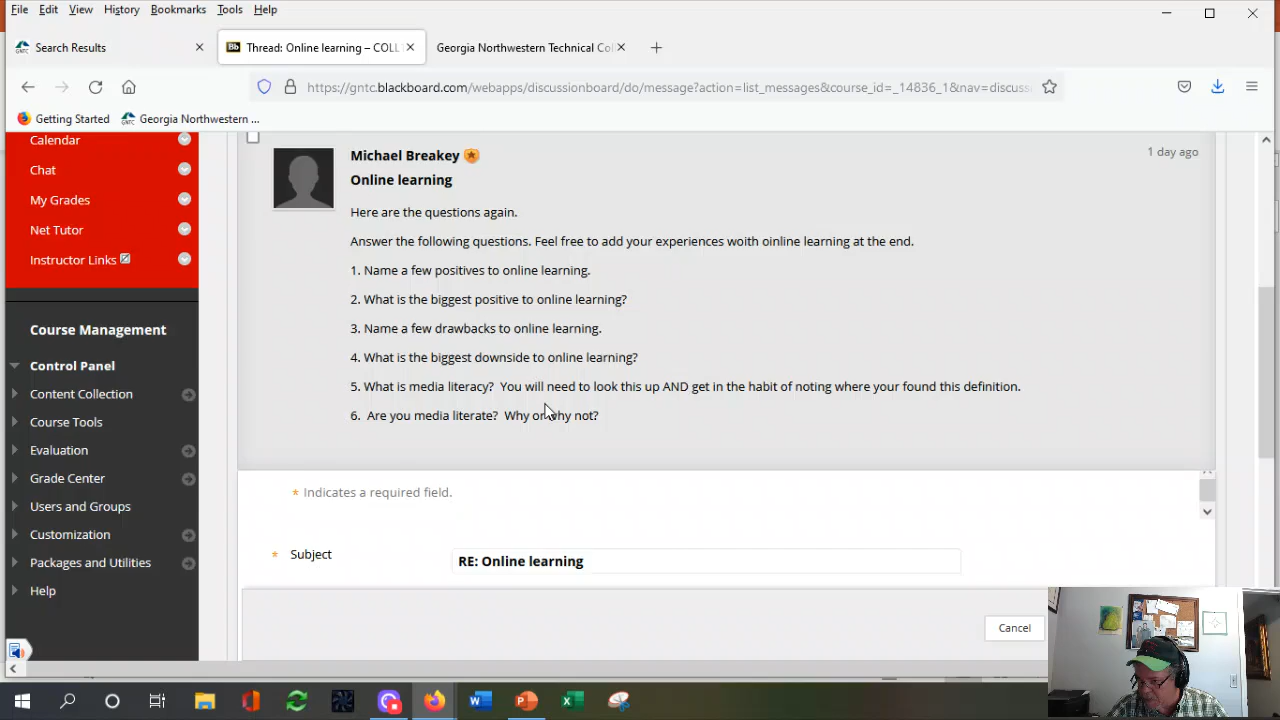 File Edit View History Bookmarks Tools Help
Search Results
Thread: Online learning – COLL
Georgia Northwestern Technical Col
https://gntc.blackboard.com/webapps/discussionboard/do/message?action=list_messages&course_id=_14836_1&nav=discuss
Getting Started Georgia Northwestern ...
Calendar
Chat
My Grades
Net Tutor
Instructor Links
Course Management
Control Panel
Content Collection
Course Tools
Evaluation
Grade Center
Users and Groups
Customization
Packages and Utilities
Help
Michael Breakey
1 day ago
Online learning
Here are the questions again.
Answer the following questions. Feel free to add your experiences woith oinline learning at the end.
1. Name a few positives to online learning.
2. What is the biggest positive to online learning?
3. Name a few drawbacks to online learning.
4. What is the biggest downside to online learning?
5. What is media literacy? You will need to look this up AND get in the habit of noting where your found this definition.
6. Are you media literate? Why or why not?
* Indicates a required field.
* Subject
RE: Online learning
Cancel